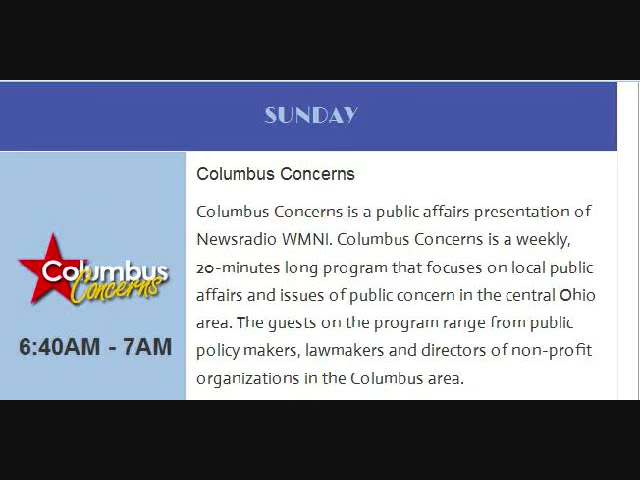 SUNDAY
Columbus Concerns
6:40AM - 7AM
Columbus Concerns
Columbus Concerns is a public affairs presentation of
Newsradio WMNI. Columbus Concerns is a weekly,
20-minutes long program that focuses on local public
affairs and issues of public concern in the central Ohio
area. The guests on the program range from public
policy makers, lawmakers and directors of non-profit
organizations in the Columbus area.